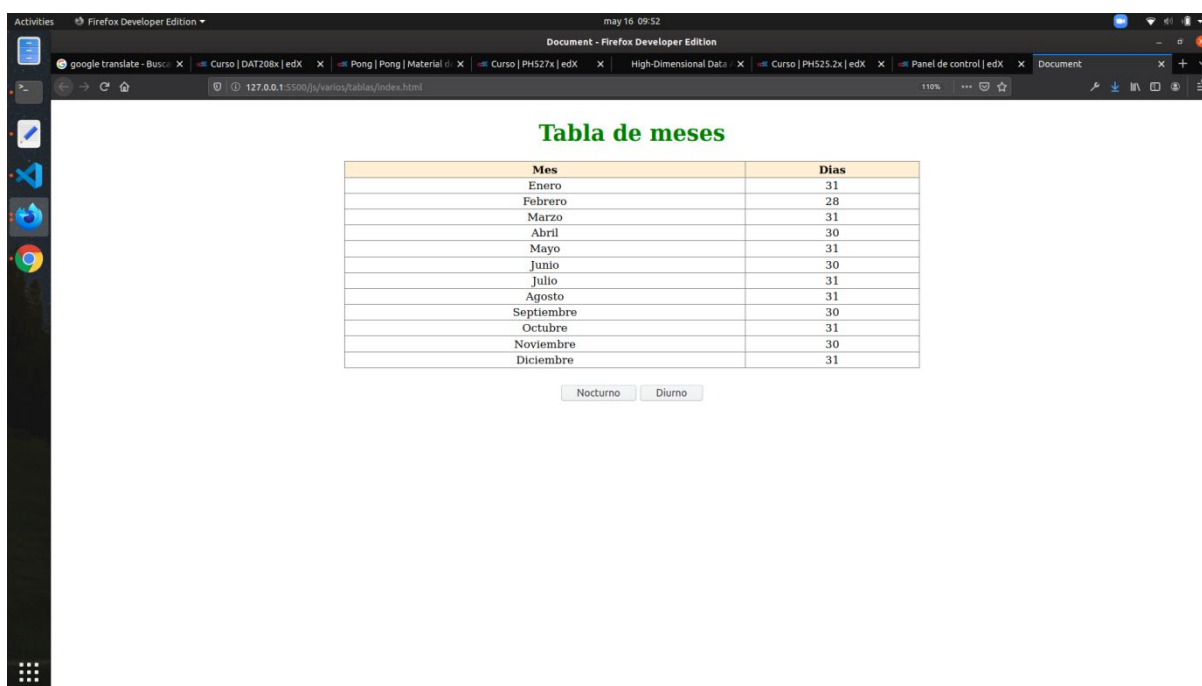 Activities Firefox Developer Edition may 16 09:52
Document - Firefox Developer Edition
google translate - Busca Curso | DAT208x | edX Pong | Pong | Material de Curso | PH527x | edX High-Dimensional Data A Curso | PH525.2x | edX Panel de control | edX Document
127.0.0.1:5500/js/varios/tablas/index.html 110%
Tabla de meses
Mes Dias
Enero 31
Febrero 28
Marzo 31
Abril 30
Mayo 31
Junio 30
Julio 31
Agosto 31
Septiembre 30
Octubre 31
Noviembre 30
Diciembre 31
Nocturno Diurno